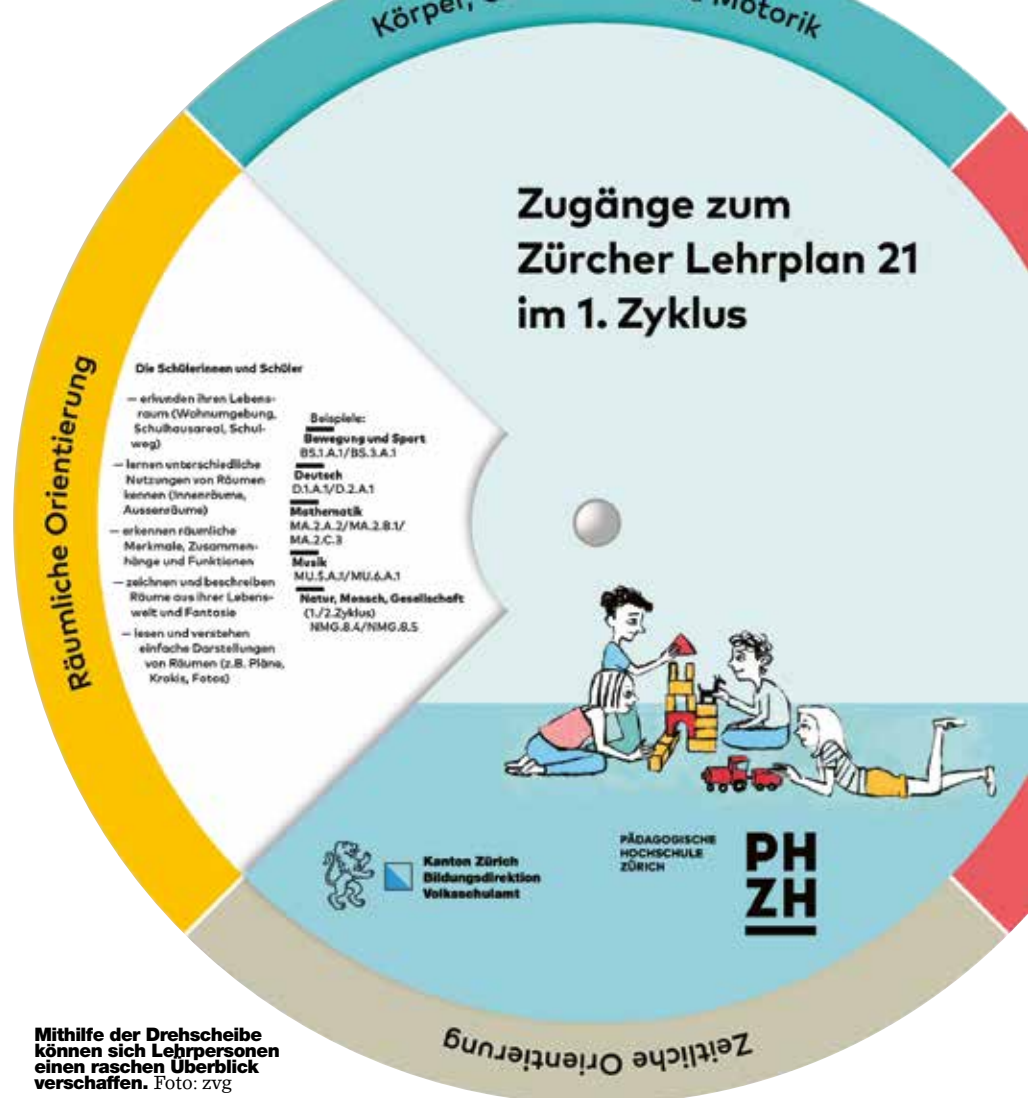 Körper,
Motorik
Zugänge zum
Zürcher Lehrplan 21
im 1. Zyklus
Räumliche Orientierung
Die Schülerinnen und Schüler
– erkunden ihren Lebens-
raum (Wohnumgebung,
Schulhausareal, Schul-
weg)
– lernen unterschiedliche
Nutzungen von Räumen
kennen (Innenräume,
Aussenräume)
– erkennen räumliche
Merkmale, Zusammen-
hänge und Funktionen
– zeichnen und beschreiben
Räume aus ihrer Lebens-
welt und Fantasie
– lesen und verstehen
einfache Darstellungen
von Räumen (z.B. Pläne,
Krokis, Fotos)
Beispiele:
Bewegung und Sport
BS.1.A.1/BS.3.A.1
Deutsch
D.1.A.1/D.2.A.1
Mathematik
MA.2.A.2/MA.2.B.1/
MA.2.C.3
Musik
MU.5.A.1/MU.6.A.1
Natur, Mensch, Gesellschaft
(1./2.Zyklus)
NMG.8.4/NMG.8.5
Kanton Zürich
Bildungsdirektion
Volksschulamt
PÄDAGOGISCHE
HOCHSCHULE
ZÜRICH
PH
ZH
Zeitliche Orientierung
Mithilfe der Drehscheibe
können sich Lehrpersonen
einen raschen Überblick
verschaffen. Foto: zvg